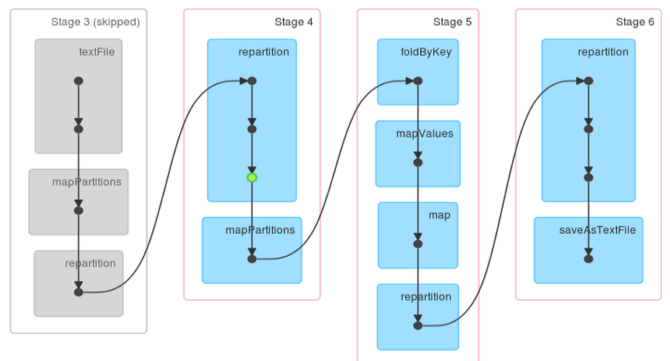 Stage 3 (skipped)
textFile
mapPartitions
repartition
Stage 4
repartition
mapPartitions
Stage 5
foldByKey
mapValues
map
repartition
Stage 6
repartition
saveAsTextFile